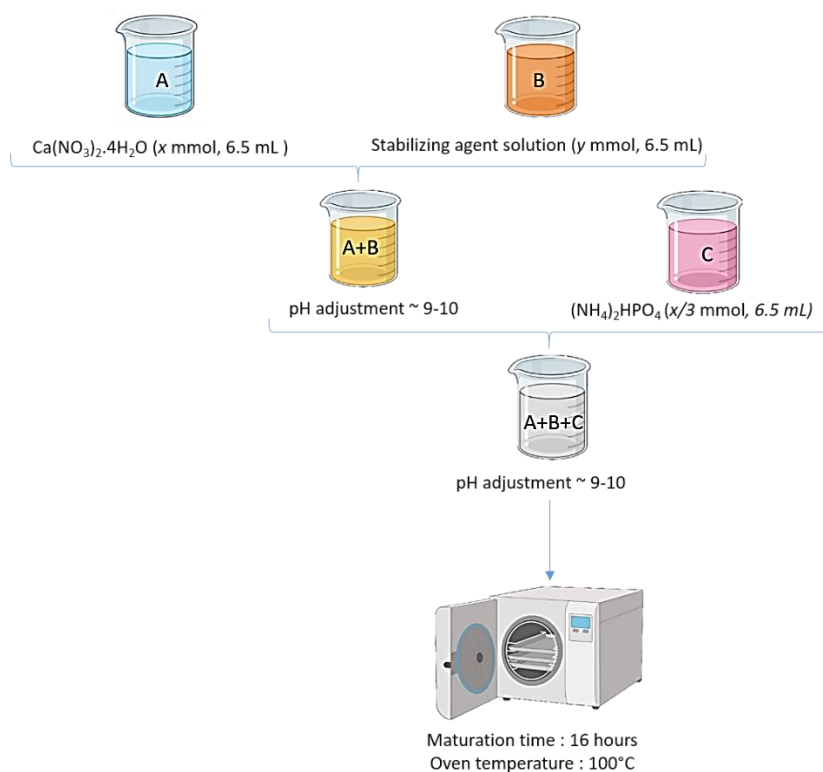 A
B
Ca(NO₃)₂.4H₂O (x mmol, 6.5 mL )
Stabilizing agent solution (y mmol, 6.5 mL)
A+B
C
pH adjustment ~ 9-10
(NH₄)₂HPO₄ (x/3 mmol, 6.5 mL)
A+B+C
pH adjustment ~ 9-10
Maturation time : 16 hours
Oven temperature : 100°C